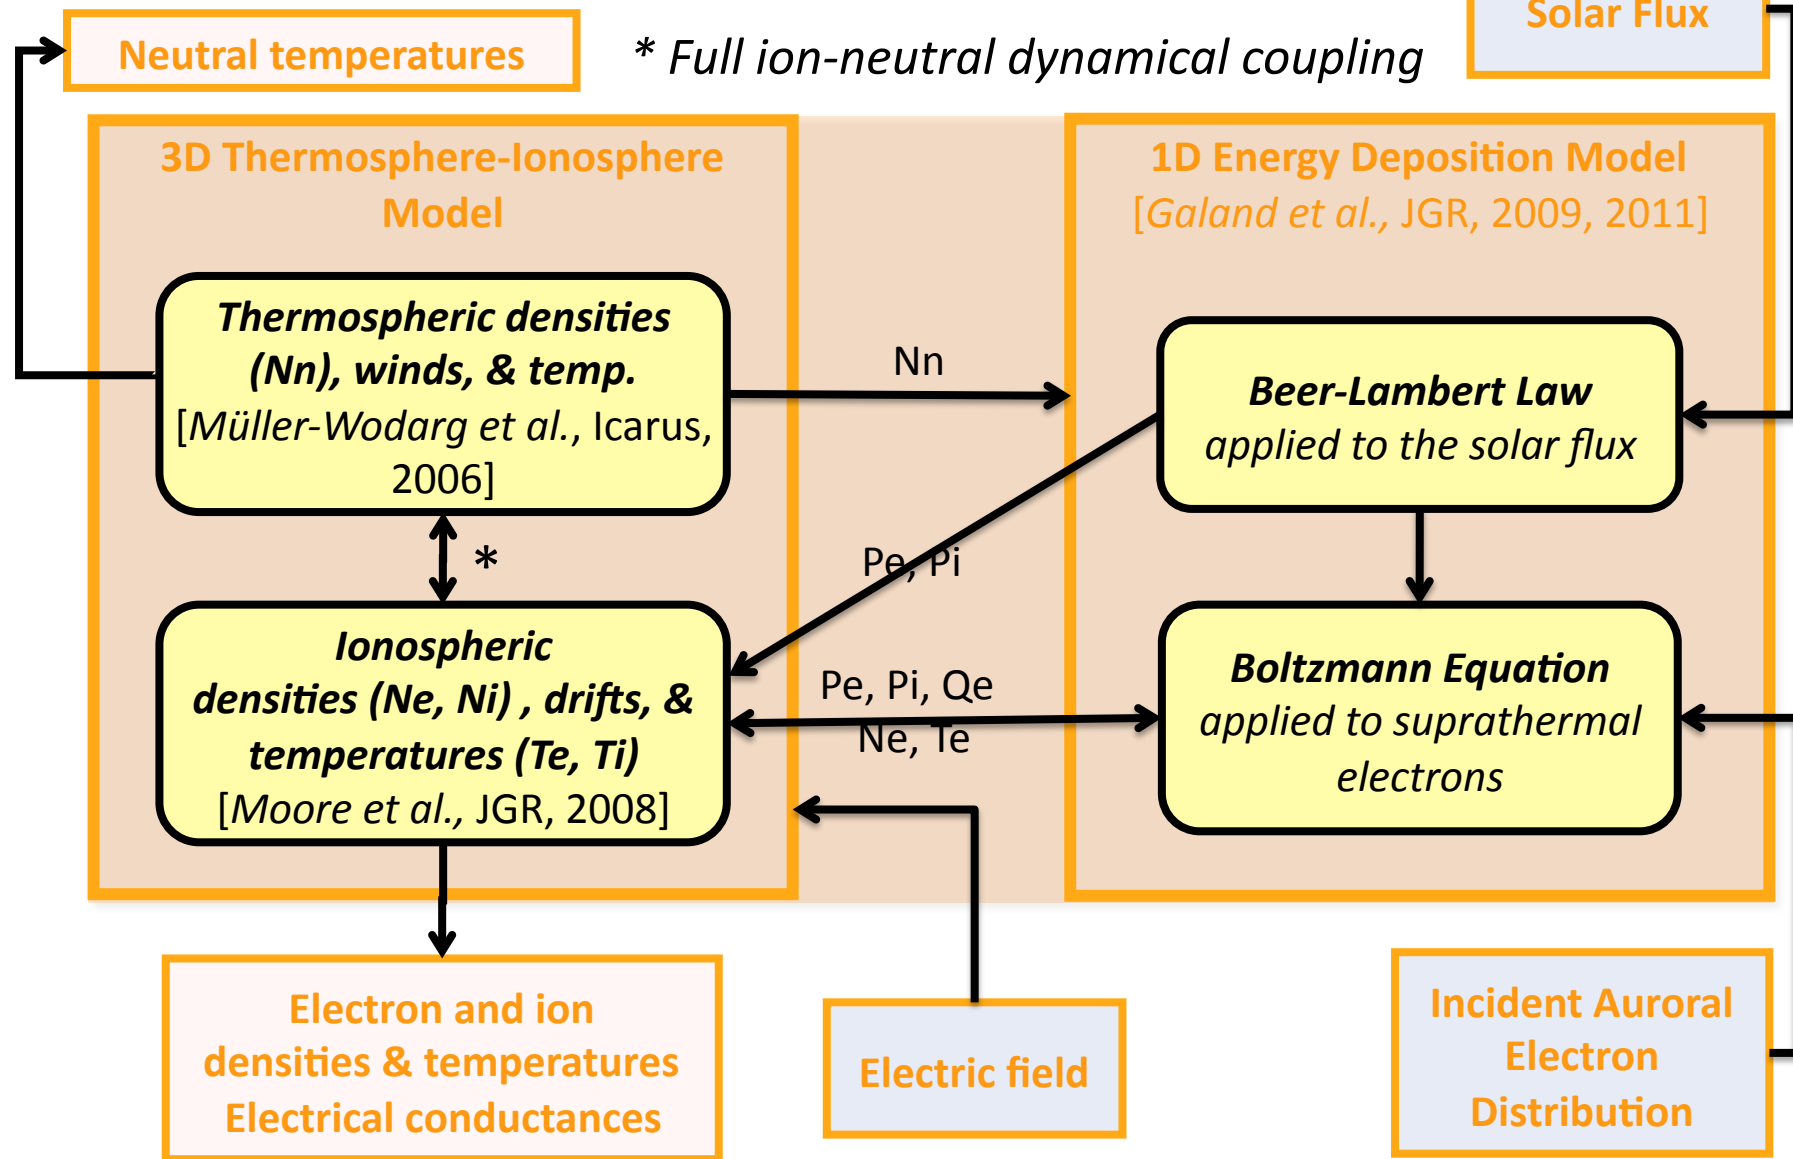 Solar Flux
Neutral temperatures
* Full ion-neutral dynamical coupling
3D Thermosphere-Ionosphere
Model
1D Energy Deposition Model
[Galand et al., JGR, 2009, 2011]
Thermospheric densities
(Nn), winds, & temp.
[Müller-Wodarg et al., Icarus,
2006]
Nn
Beer-Lambert Law
applied to the solar flux
*
Pe, Pi
Ionospheric
densities (Ne, Ni) , drifts, &
temperatures (Te, Ti)
[Moore et al., JGR, 2008]
Pe, Pi, Qe
Ne, Te
Boltzmann Equation
applied to suprathermal
electrons
Electron and ion
densities & temperatures
Electrical conductances
Electric field
Incident Auroral
Electron
Distribution